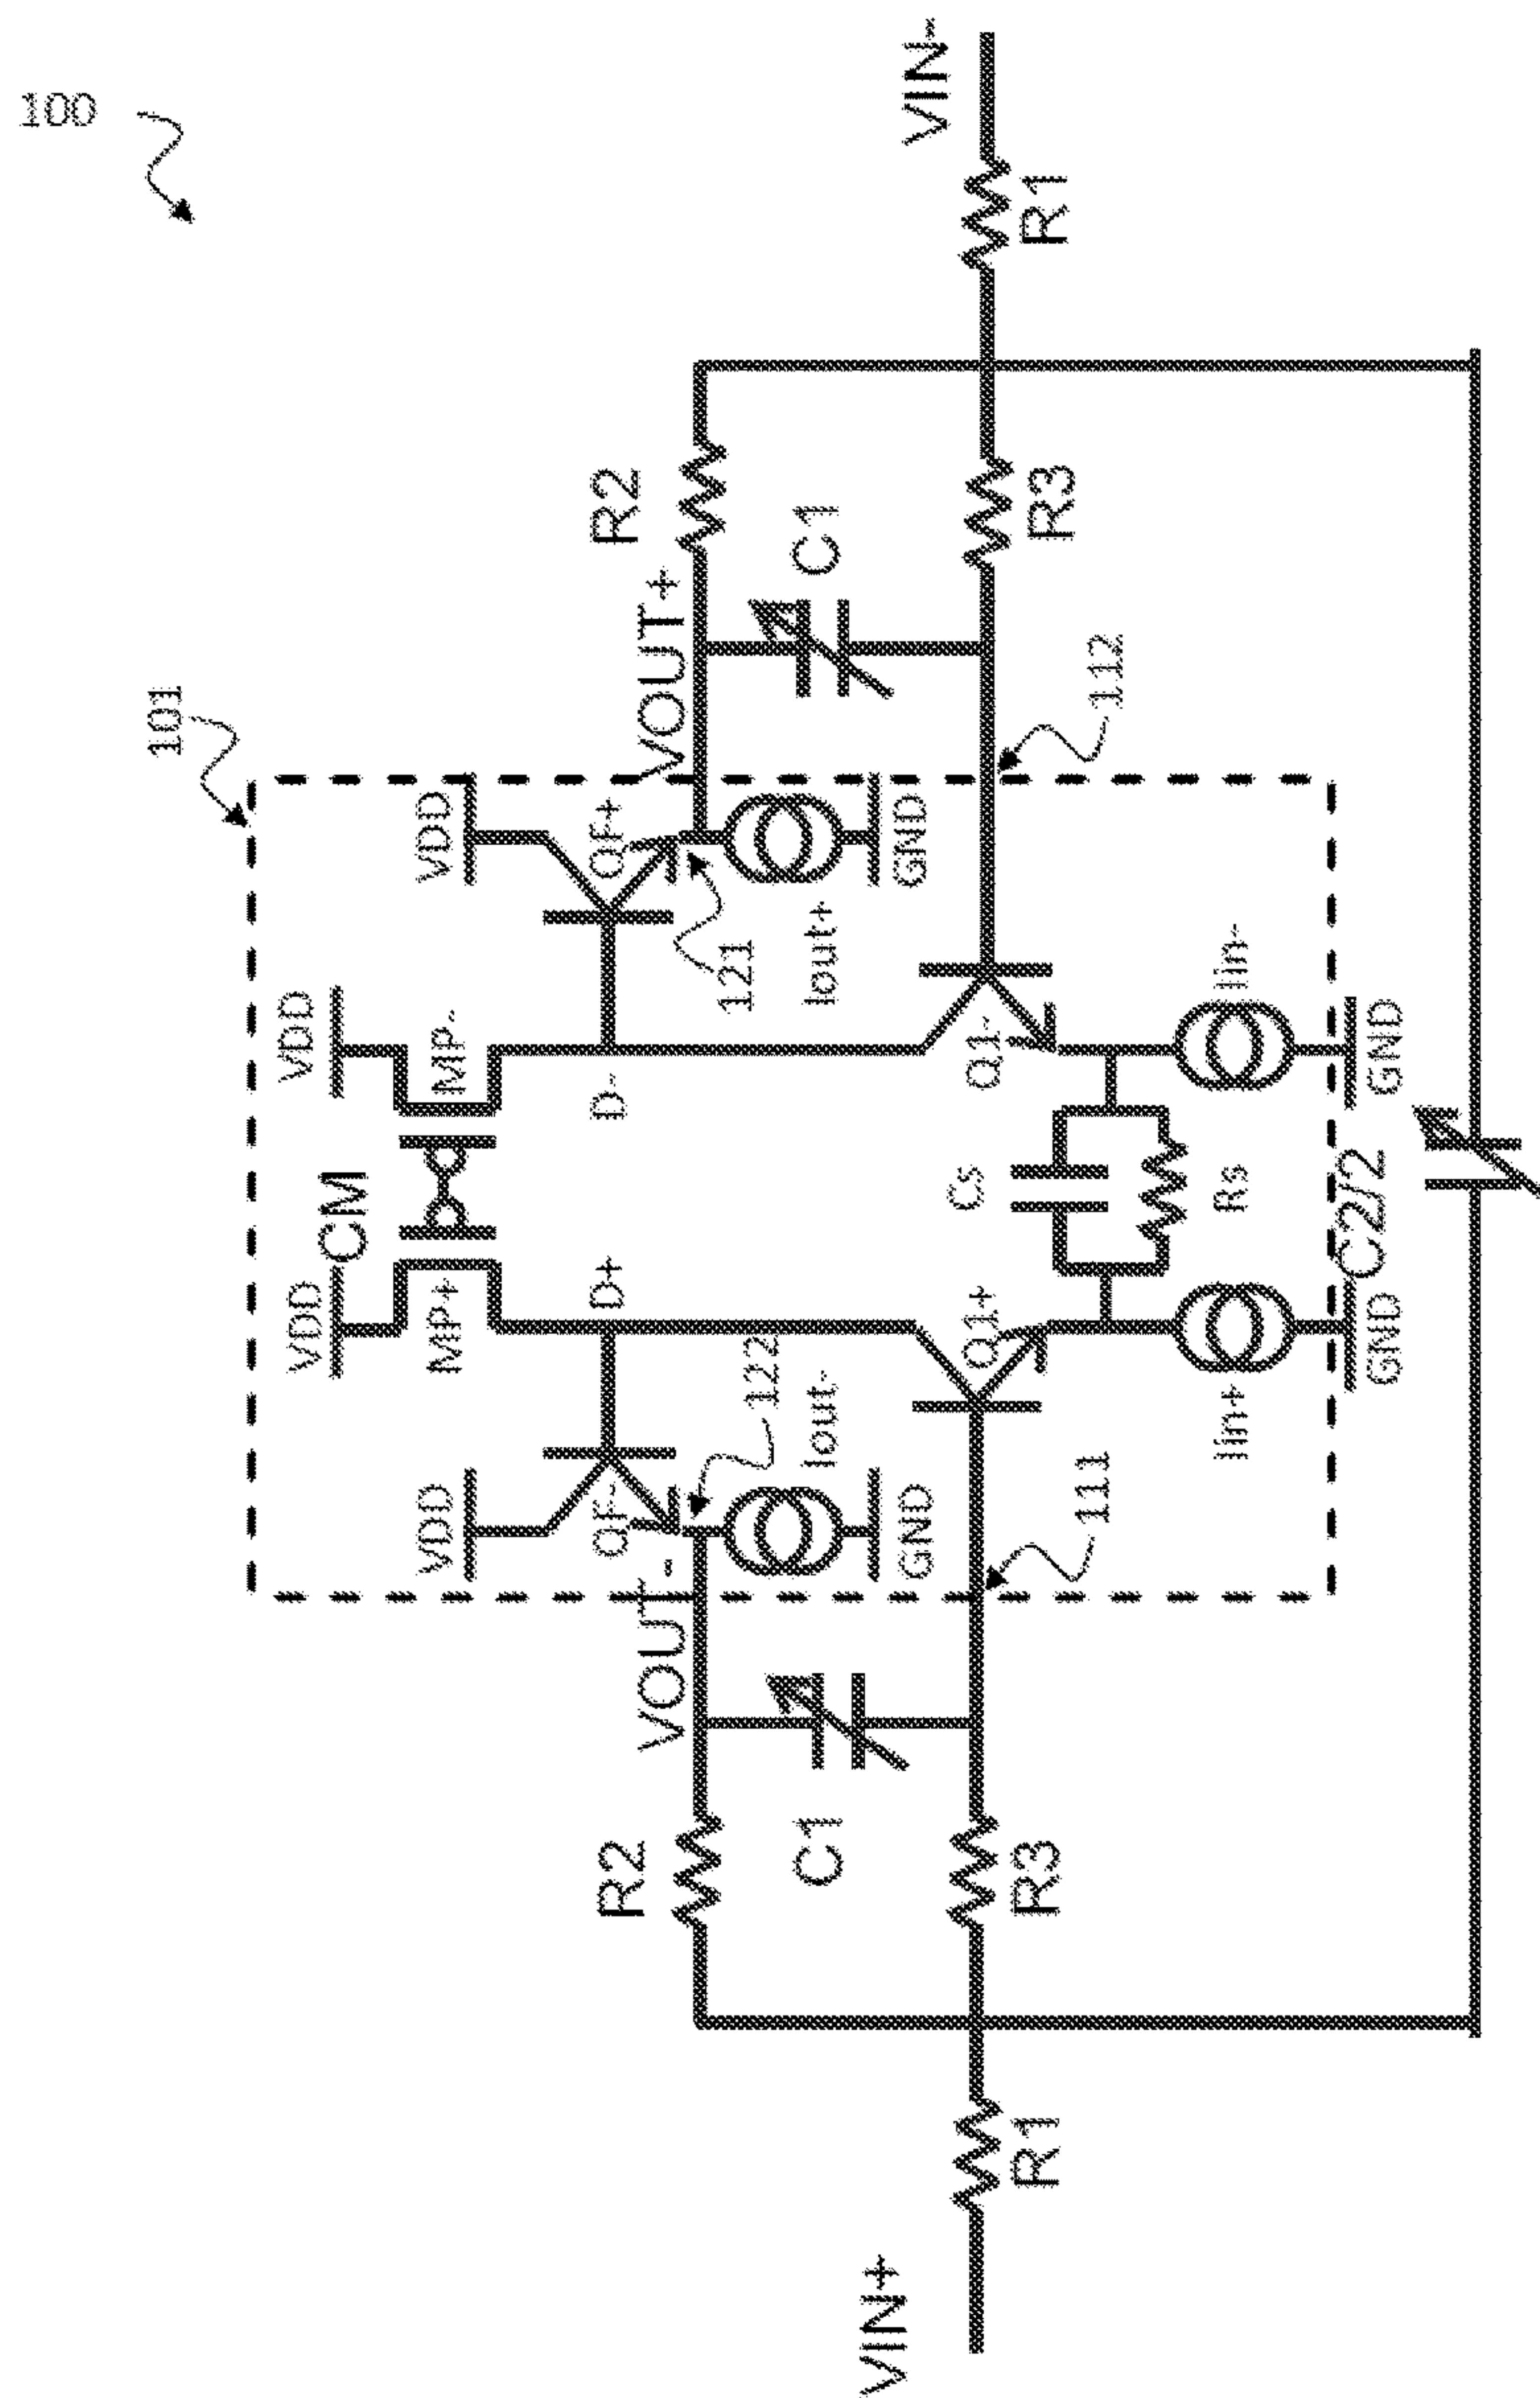 100
101
VDD
CM
VDD
MP+
MP-
VDD
VDD
D+
D-
QF-
QF+
VOUT-
VOUT+
122
121
R2
R2
Iout-
Iout+
C1
C1
GND
GND
VIN+
VIN-
Q1+
Q1-
Cs
R1
R3
R3
R1
111
112
Iin+
Rs
Iin-
C2/2
GND
GND